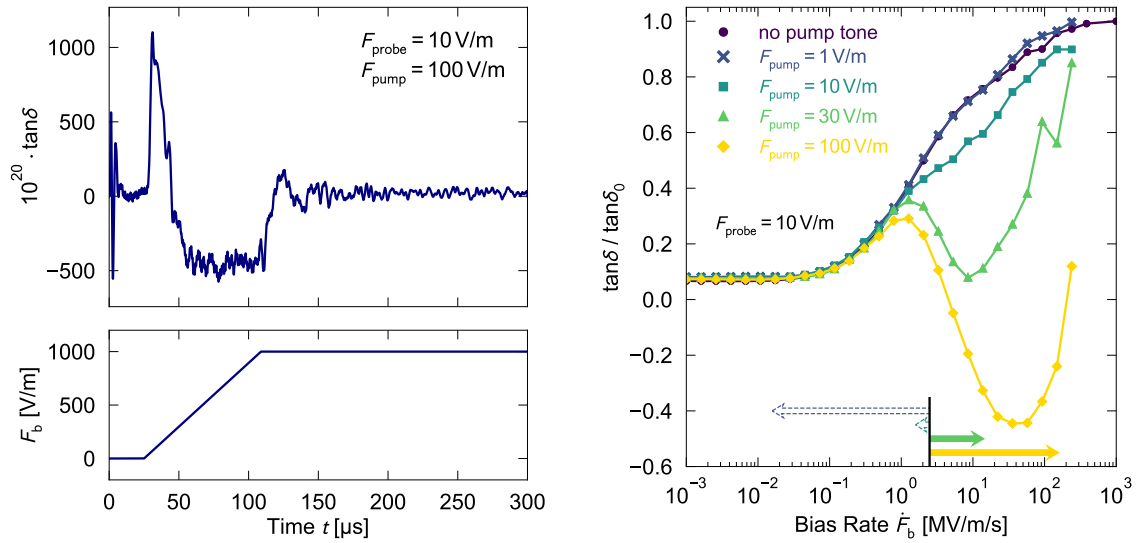 F_probe = 10 V/m
F_pump = 100 V/m
10^20 · tanδ
1000
500
0
−500
F_b [V/m]
1000
500
0
0 50 100 150 200 250 300
Time t [µs]
tanδ / tanδ_0
1.0
0.8
0.6
0.4
0.2
0.0
−0.2
−0.4
−0.6
no pump tone
F_pump = 1 V/m
F_pump = 10 V/m
F_pump = 30 V/m
F_pump = 100 V/m
F_probe = 10 V/m
10^−3 10^−2 10^−1 10^0 10^1 10^2 10^3
Bias Rate Ḟ_b [MV/m/s]